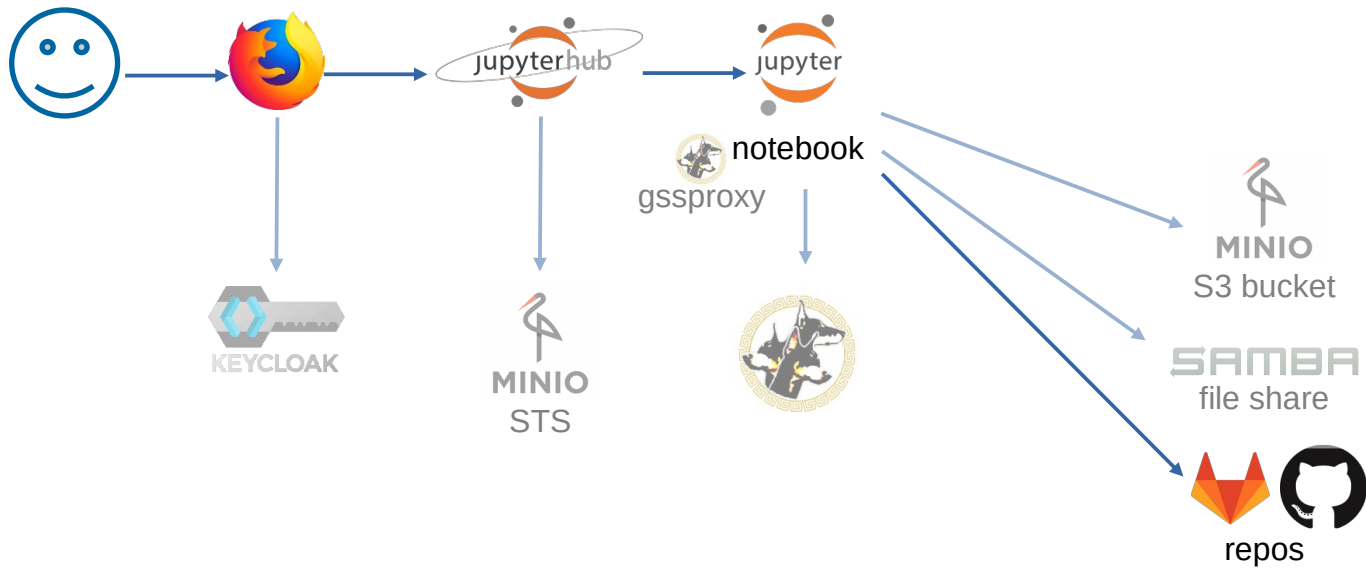 jupyterhub
jupyter
notebook
gssproxy
MINIO
S3 bucket
KEYCLOAK
MINIO
STS
SAMBA
file share
repos